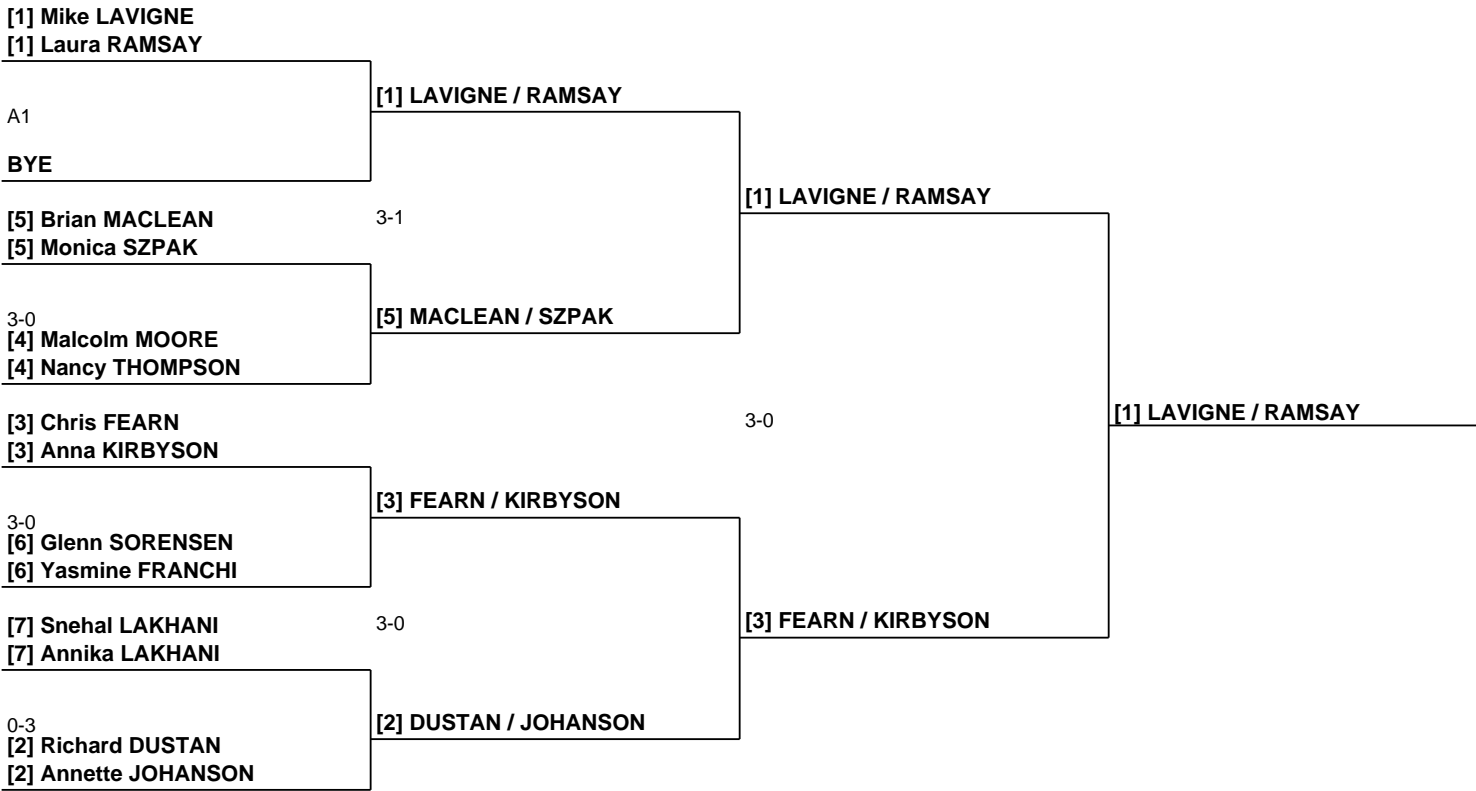 [1] Mike LAVIGNE
[1] Laura RAMSAY
[1] LAVIGNE / RAMSAY
A1
BYE
[1] LAVIGNE / RAMSAY
[5] Brian MACLEAN
3-1
[5] Monica SZPAK
[5] MACLEAN / SZPAK
3-0
[4] Malcolm MOORE
[4] Nancy THOMPSON
[3] Chris FEARN
3-0
[1] LAVIGNE / RAMSAY
[3] Anna KIRBYSON
[3] FEARN / KIRBYSON
3-0
[6] Glenn SORENSEN
[6] Yasmine FRANCHI
[7] Snehal LAKHANI
3-0
[3] FEARN / KIRBYSON
[7] Annika LAKHANI
[2] DUSTAN / JOHANSON
0-3
[2] Richard DUSTAN
[2] Annette JOHANSON